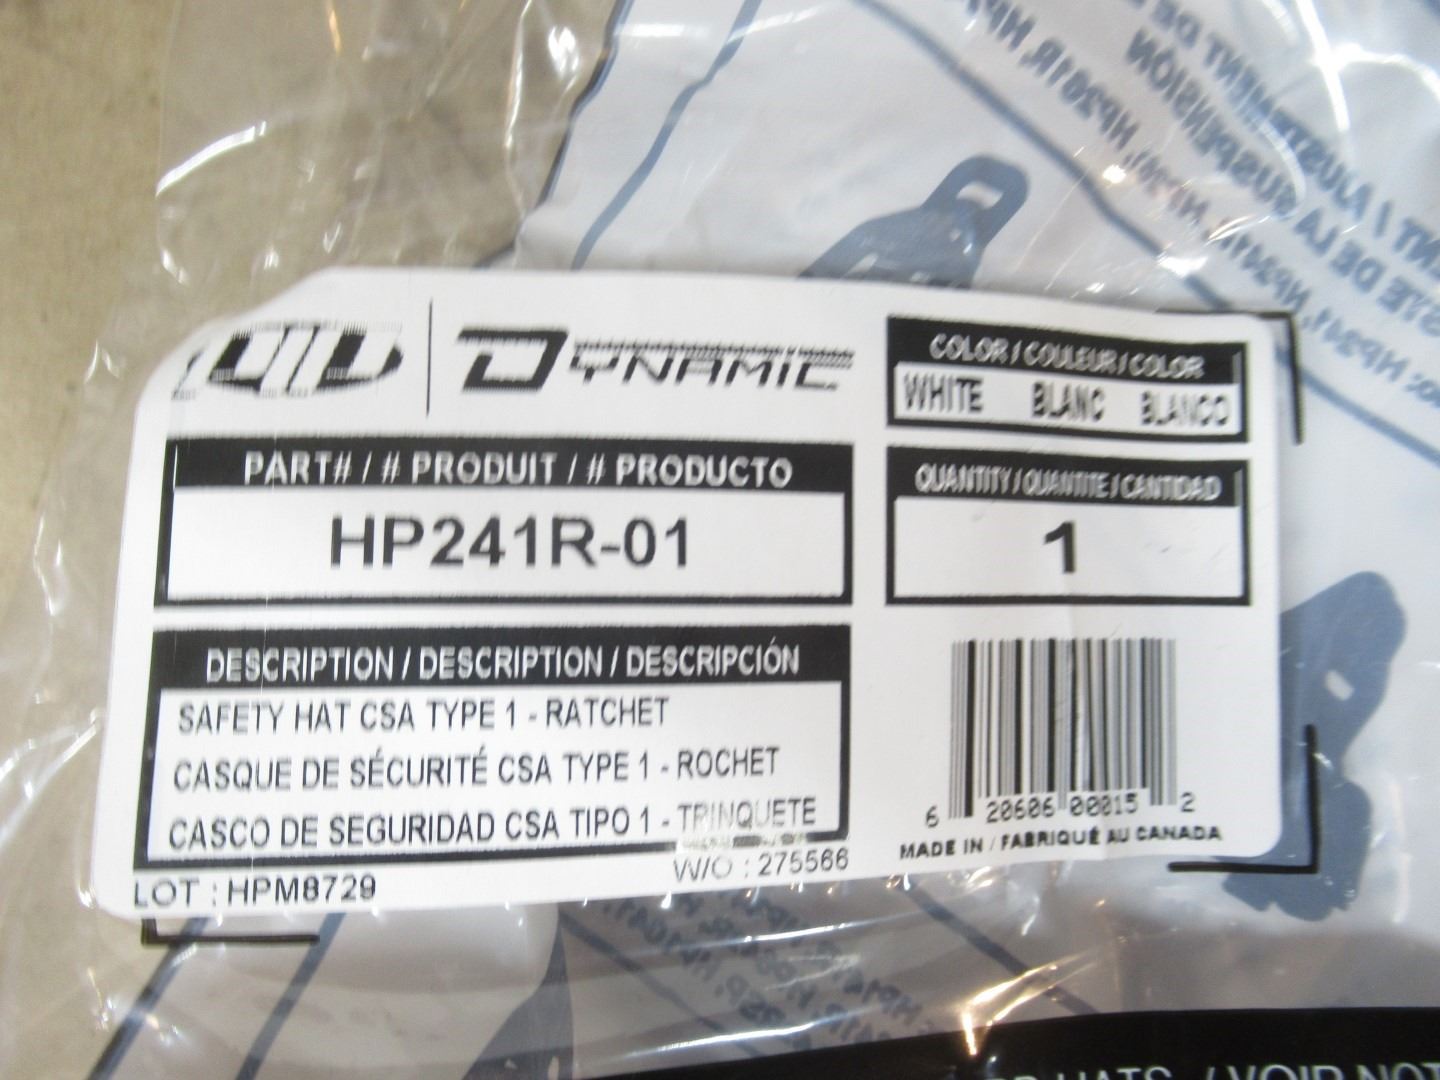 DYNAMIC
COLOR / COULEUR / COLOR
WHITE BLANC BLANCO
PART# / # PRODUIT / # PRODUCTO
HP241R-01
QUANTITY / QUANTITE / CANTIDAD
1
DESCRIPTION / DESCRIPTION / DESCRIPCIÓN
SAFETY HAT CSA TYPE 1 - RATCHET
CASQUE DE SÉCURITÉ CSA TYPE 1 - ROCHET
CASCO DE SEGURIDAD CSA TIPO 1 - TRINQUETE
6 20606 00015 2
MADE IN / FABRIQUÉ AU CANADA
W/O : 275566
LOT : HPM8729
HATS / VOIR